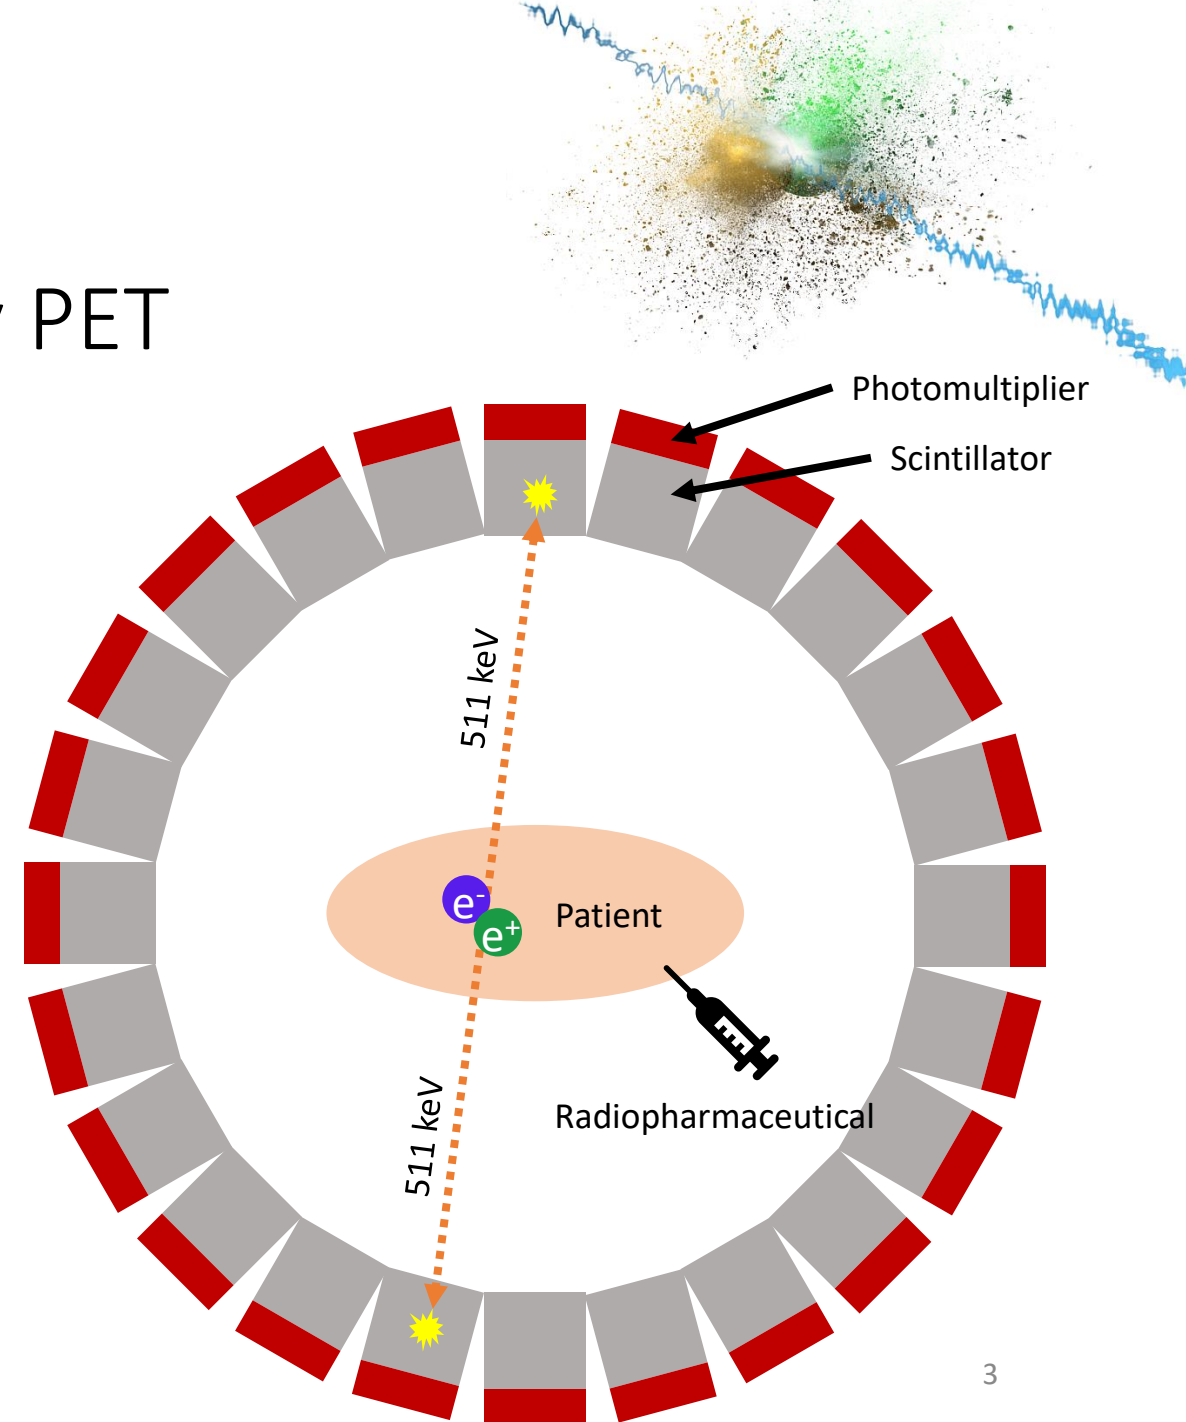 PET
Photomultiplier
Scintillator
511 keV
e-
e+
Patient
511 keV
Radiopharmaceutical
3